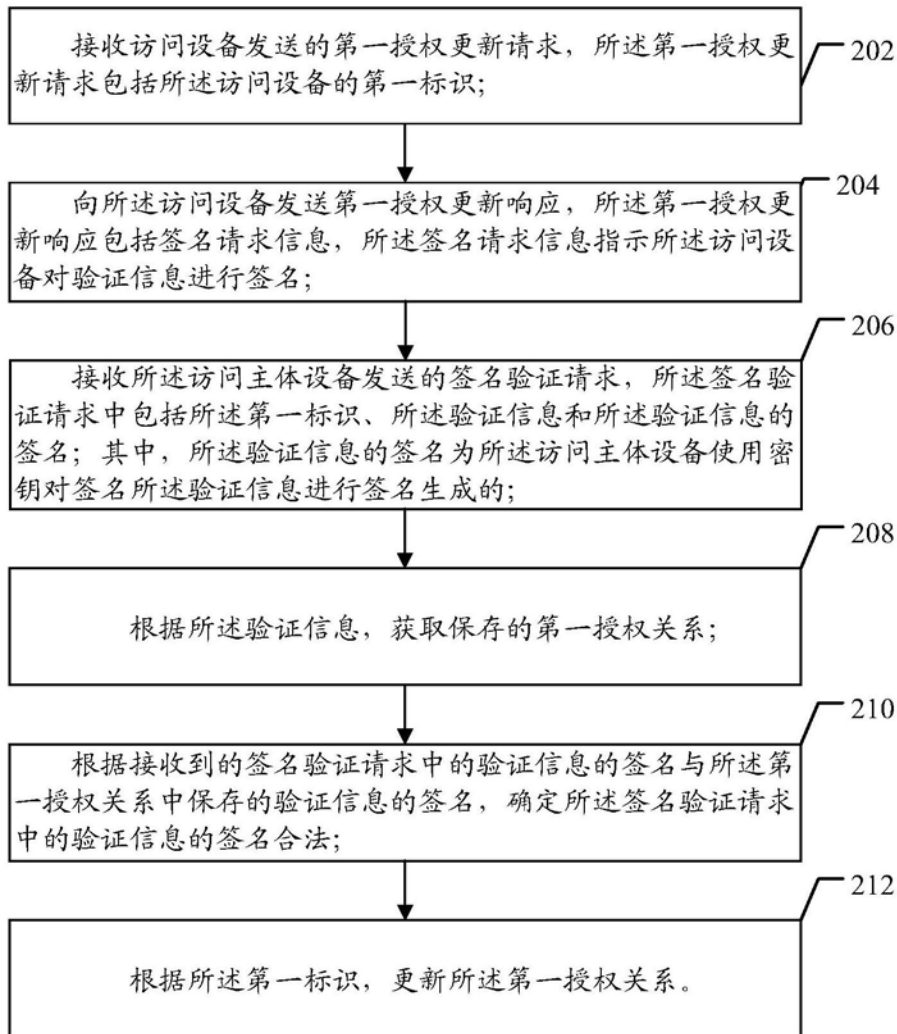 接收访问设备发送的第一授权更新请求，所述第一授权更
新请求包括所述访问设备的第一标识；
202
向所述访问设备发送第一授权更新响应，所述第一授权更
新响应包括签名请求信息，所述签名请求信息指示所述访问设
备对验证信息进行签名；
204
接收所述访问主体设备发送的签名验证请求，所述签名验
证请求中包括所述第一标识、所述验证信息和所述验证信息的
签名；其中，所述验证信息的签名为所述访问主体设备使用密
钥对签名所述验证信息进行签名生成的；
206
根据所述验证信息，获取保存的第一授权关系；
208
根据接收到的签名验证请求中的验证信息的签名与所述第
一授权关系中保存的验证信息的签名，确定所述签名验证请求
中的验证信息的签名合法；
210
根据所述第一标识，更新所述第一授权关系。
212